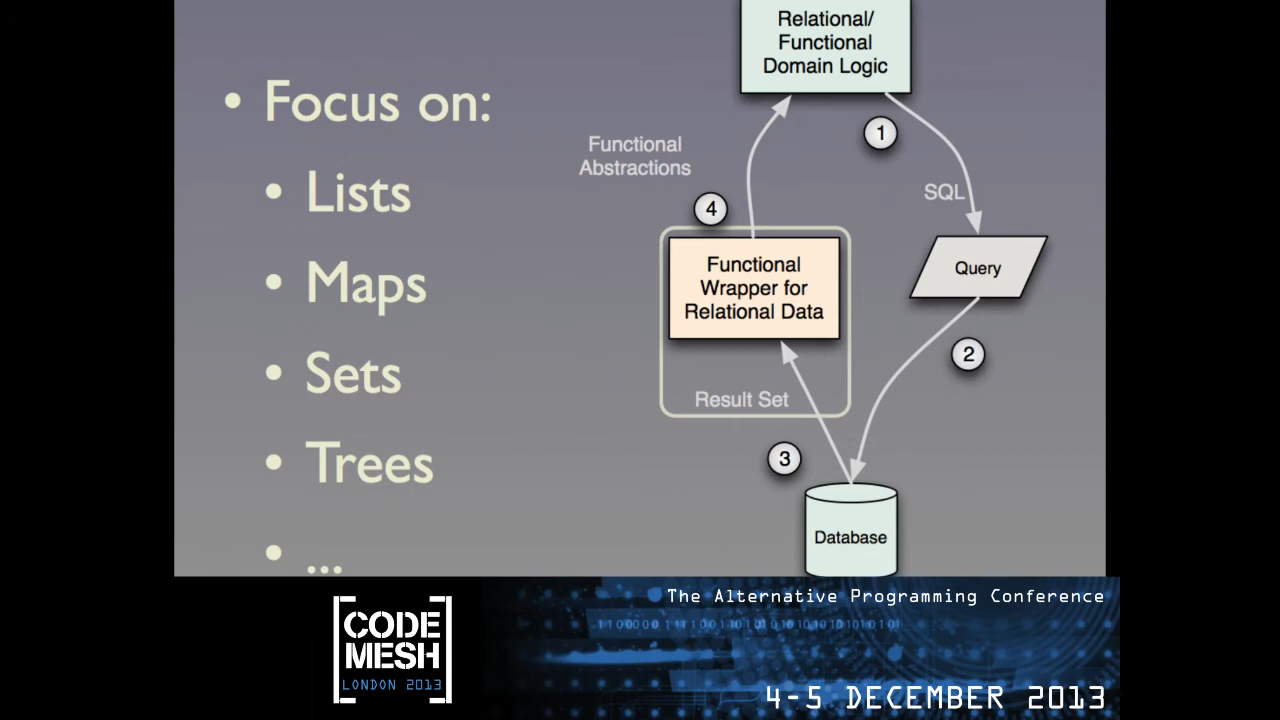 • Focus on:
• Lists
• Maps
• Sets
• Trees
• ...
Relational/
Functional
Domain Logic
1
SQL
Query
2
Database
3
Result Set
Functional
Wrapper for
Relational Data
4
Functional
Abstractions
CODE
MESH
LONDON 2013
The Alternative Programming Conference
4-5 DECEMBER 2013